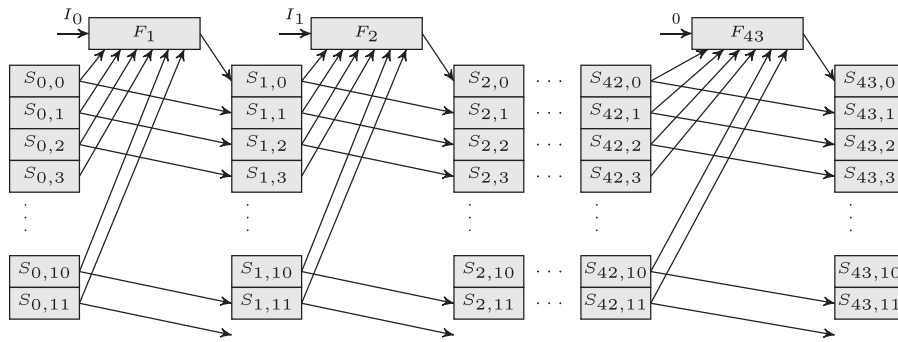 I₀ F₁ I₁ F₂ 0 F₄₃
S₀,₀ S₁,₀ S₂,₀ · · · S₄₂,₀ S₄₃,₀
S₀,₁ S₁,₁ S₂,₁ · · · S₄₂,₁ S₄₃,₁
S₀,₂ S₁,₂ S₂,₂ · · · S₄₂,₂ S₄₃,₂
S₀,₃ S₁,₃ S₂,₃ · · · S₄₂,₃ S₄₃,₃
S₀,₁₀ S₁,₁₀ S₂,₁₀ · · · S₄₂,₁₀ S₄₃,₁₀
S₀,₁₁ S₁,₁₁ S₂,₁₁ · · · S₄₂,₁₁ S₄₃,₁₁